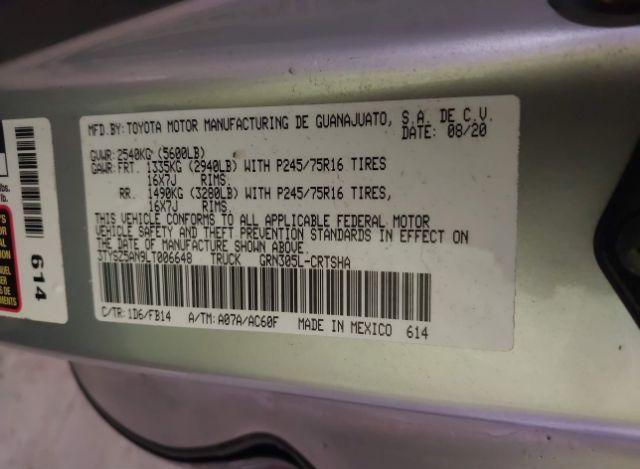 MFD.BY:TOYOTA MOTOR MANUFACTURING DE GUANAJUATO, S.A. DE C.V.
DATE: 08/20
GVWR:2540KG (5600LB)
GAWR:FRT. 1335KG (2940LB) WITH P245/75R16 TIRES
16X7J RIMS,
RR. 1490KG (3280LB) WITH P245/75R16 TIRES,
16X7J RIMS,
THIS VEHICLE CONFORMS TO ALL APPLICABLE FEDERAL MOTOR
VEHICLE SAFETY AND THEFT PREVENTION STANDARDS IN EFFECT ON
THE DATE OF MANUFACTURE SHOWN ABOVE.
3TYSZ5AN9LT006648 TRUCK GRN305L-CRTSHA
C/TR:1D6/FB14 A/TM:A07A/AC60F MADE IN MEXICO 614
614